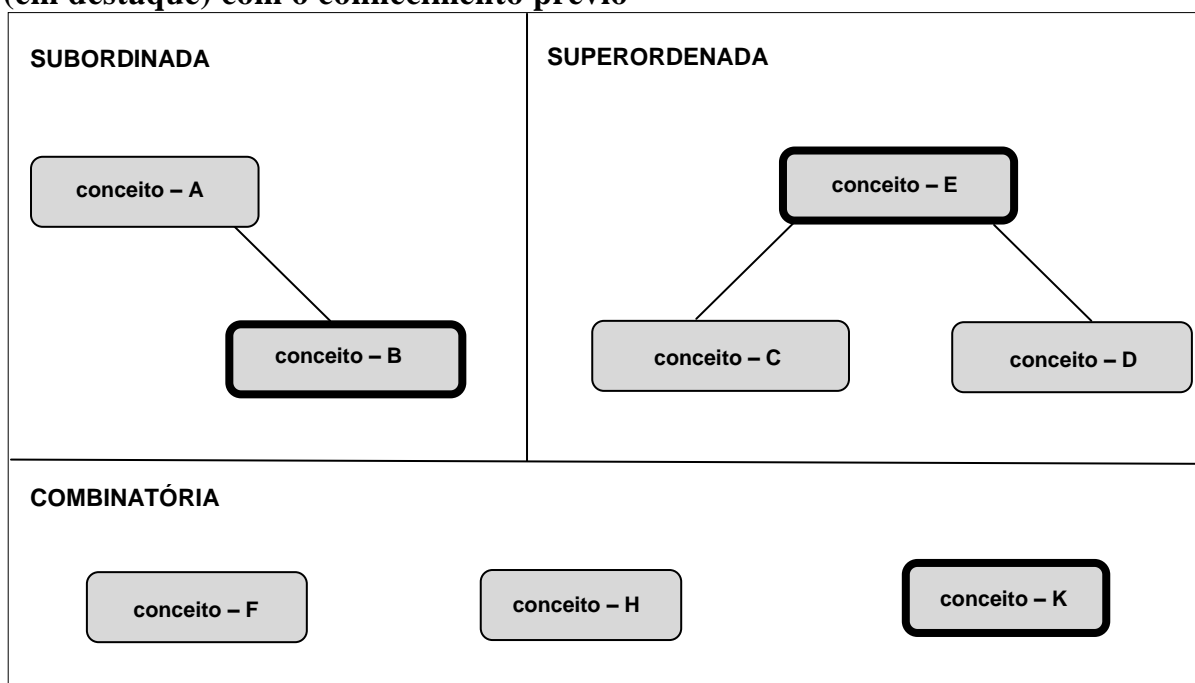 (em destaque) com o conhecimento prévio
SUBORDINADA
SUPERORDENADA
conceito – A
conceito – E
conceito – B
conceito – C
conceito – D
COMBINATÓRIA
conceito – F
conceito – H
conceito – K